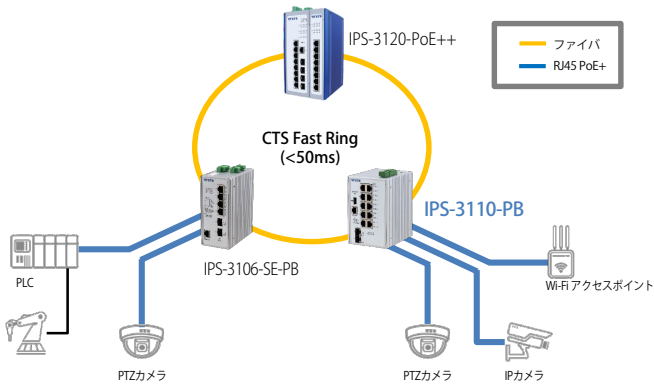 IPS-3120-PoE++
ファイバ
RJ45 PoE+
CTS Fast Ring
(<50ms)
IPS-3110-PB
IPS-3106-SE-PB
PLC
Wi-Fi アクセスポイント
PTZカメラ
PTZカメラ
IPカメラ